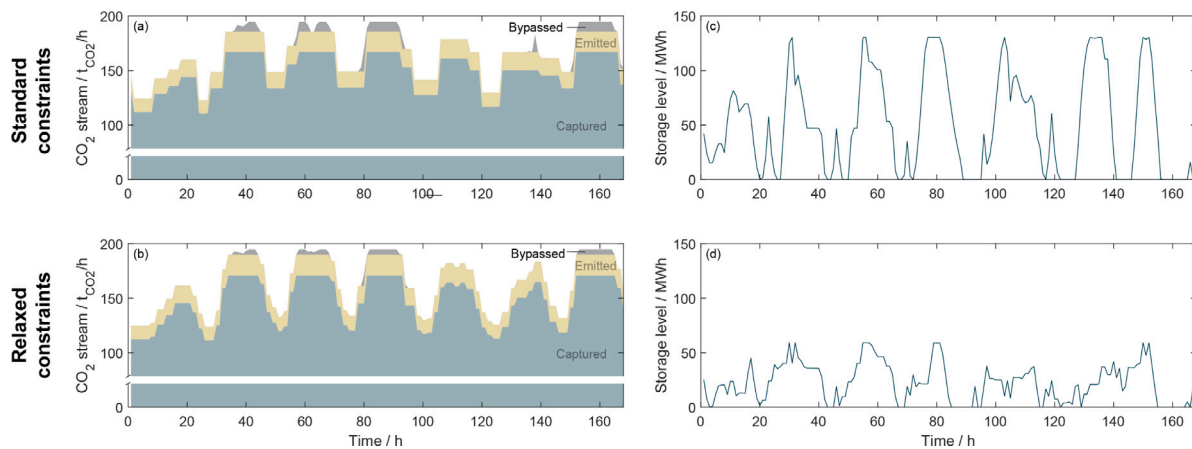 Standard
constraints
(a)
Bypassed
Emitted
Captured
CO2 stream / tCO2/h
200
150
100
50
0
0 20 40 60 80 100 120 140 160
(c)
Storage level / MWh
150
100
50
0
0 20 40 60 80 100 120 140 160
Relaxed
constraints
(b)
Bypassed
Emitted
Captured
CO2 stream / tCO2/h
200
150
100
0
0 20 40 60 80 100 120 140 160
Time / h
(d)
Storage level / MWh
150
100
50
0
0 20 40 60 80 100 120 140 160
Time / h